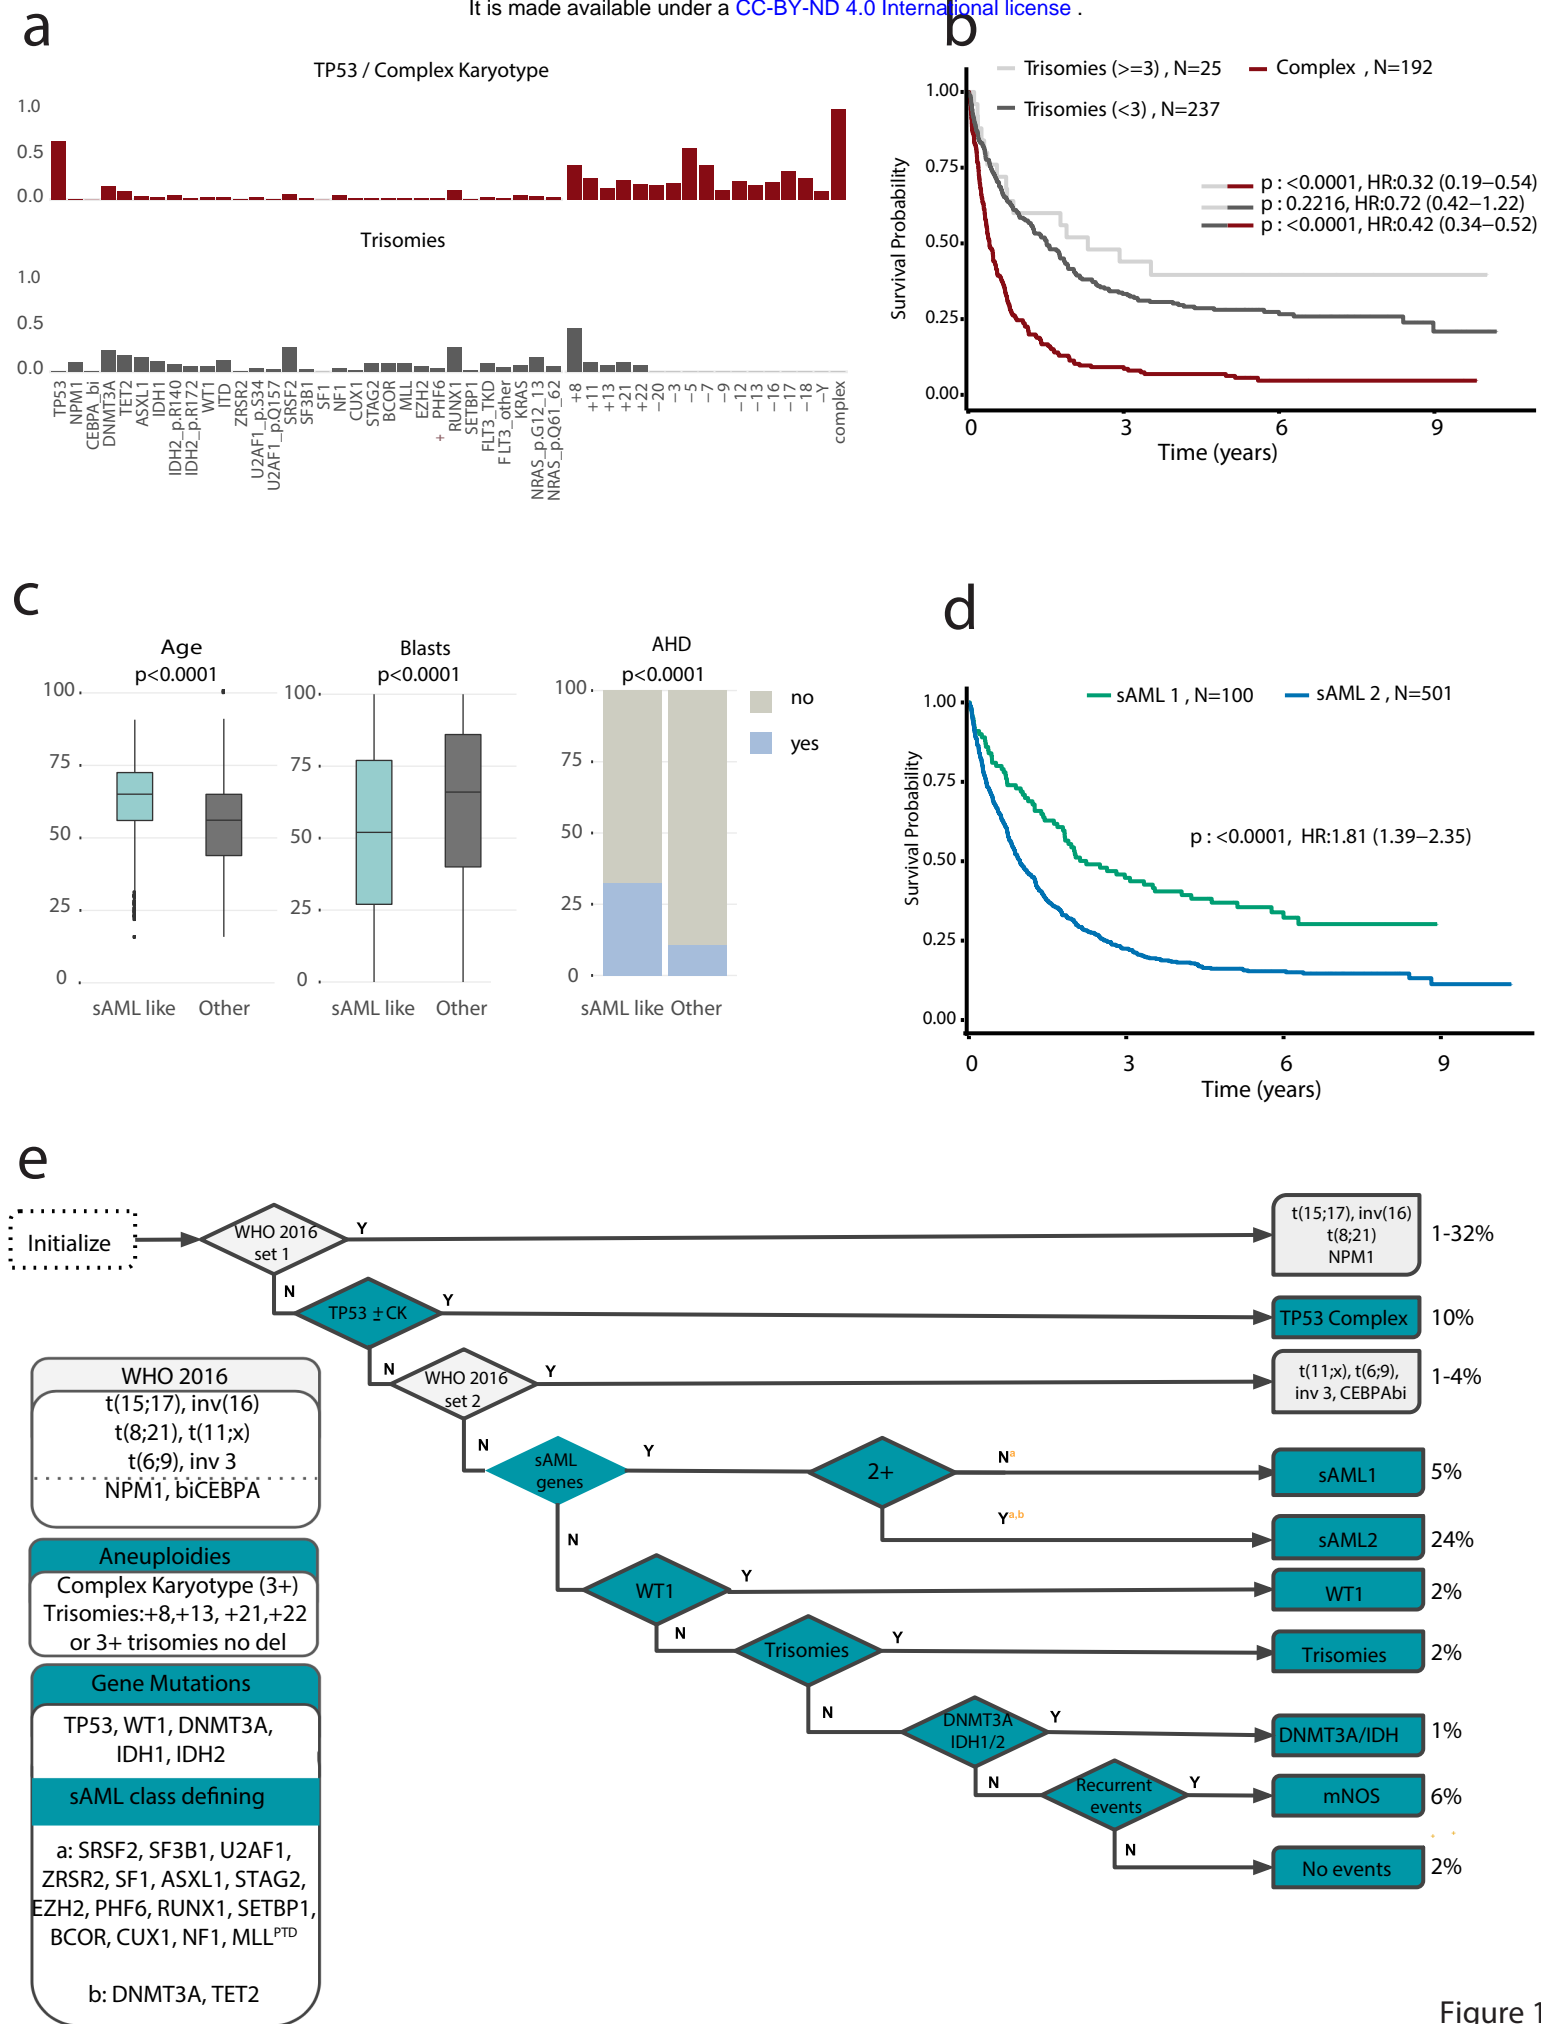 It is made available under a CC-BY-ND 4.0 International license .
a
TP53 / Complex Karyotype
1.0
0.5
0.0
Trisomies
1.0
0.5
0.0
TP53
NPM1
CEBPA_bi
DNMT3A
TET2
ASXL1
IDH1
IDH2_p.R140
IDH2_p.R172
WT1
ITD
ZRSR2
U2AF1_p.S34
U2AF1_p.Q157
SRSF2
SF3B1
SF1
NF1
CUX1
STAG2
BCOR
MLL
EZH2
PHF6
+
RUNX1
SETBP1
FLT3_TKD
FLT3_other
KRAS
NRAS_p.G12_13
NRAS_p.Q61_62
+8
+11
+13
+21
+22
−20
−3
−5
−7
−9
−12
−13
−16
−17
−18
−Y
complex
b
Trisomies (>=3) , N=25
Complex , N=192
Trisomies (<3) , N=237
Survival Probability
1.00
0.75
0.50
0.25
0.00
p : <0.0001, HR:0.32 (0.19−0.54)
p : 0.2216, HR:0.72 (0.42−1.22)
p : <0.0001, HR:0.42 (0.34−0.52)
0 3 6 9
Time (years)
c
Age
p<0.0001
100
75
50
25
0
sAML like Other
Blasts
p<0.0001
100
75
50
25
0
sAML like Other
AHD
p<0.0001
100
75
50
25
0
sAML like Other
no
yes
d
sAML 1 , N=100
sAML 2 , N=501
Survival Probability
1.00
0.75
0.50
0.25
0.00
p : <0.0001, HR:1.81 (1.39−2.35)
0 3 6 9
Time (years)
e
Initialize
WHO 2016
set 1
Y
t(15;17), inv(16)
t(8;21)
NPM1
1-32%
N
TP53 ± CK
Y
TP53 Complex
10%
N
WHO 2016
set 2
Y
t(11;x), t(6;9),
inv 3, CEBPAbi
1-4%
N
sAML
genes
Y
2+
Nᵃ
sAML1
5%
Yᵃ,ᵇ
sAML2
24%
N
WT1
Y
WT1
2%
N
Trisomies
Y
Trisomies
2%
N
DNMT3A
IDH1/2
Y
DNMT3A/IDH
1%
N
Recurrent
events
Y
mNOS
6%
N
No events
2%
WHO 2016
t(15;17), inv(16)
t(8;21), t(11;x)
t(6;9), inv 3
NPM1, biCEBPA
Aneuploidies
Complex Karyotype (3+)
Trisomies:+8,+13, +21,+22
or 3+ trisomies no del
Gene Mutations
TP53, WT1, DNMT3A,
IDH1, IDH2
sAML class defining
a: SRSF2, SF3B1, U2AF1,
ZRSR2, SF1, ASXL1, STAG2,
EZH2, PHF6, RUNX1, SETBP1,
BCOR, CUX1, NF1, MLLᴾᵀᴰ
b: DNMT3A, TET2
Figure 1